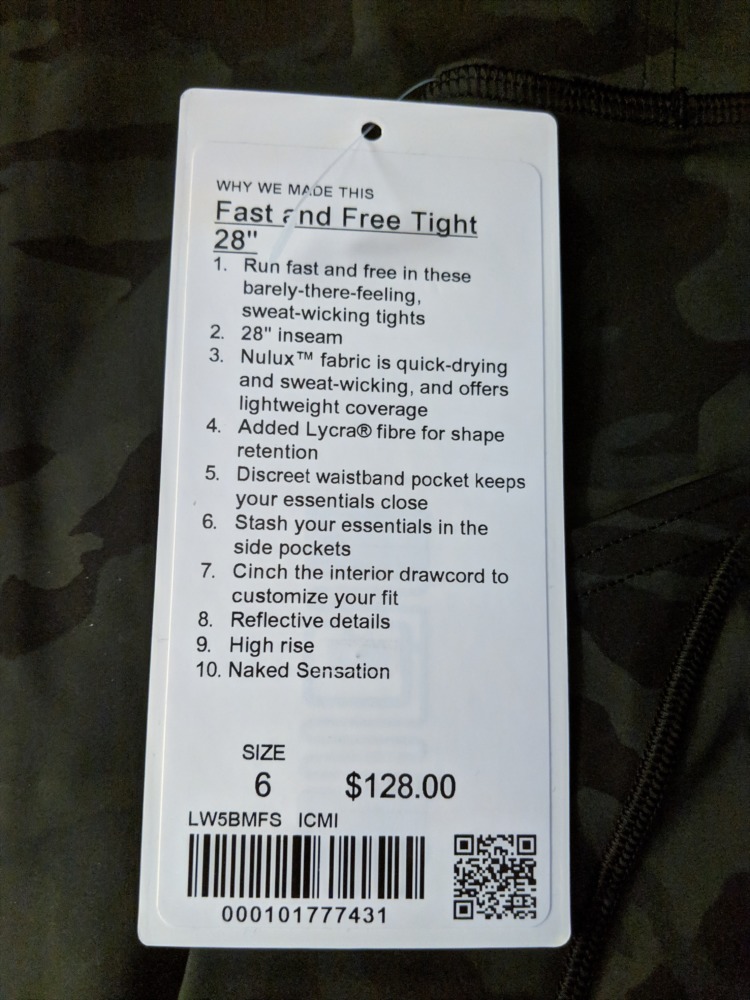 WHY WE MADE THIS
Fast and Free Tight
28"
1. Run fast and free in these
barely-there-feeling,
sweat-wicking tights
2. 28" inseam
3. Nulux™ fabric is quick-drying
and sweat-wicking, and offers
lightweight coverage
4. Added Lycra® fibre for shape
retention
5. Discreet waistband pocket keeps
your essentials close
6. Stash your essentials in the
side pockets
7. Cinch the interior drawcord to
customize your fit
8. Reflective details
9. High rise
10. Naked Sensation
SIZE
6 $128.00
LW5BMFS ICMI
000101777431